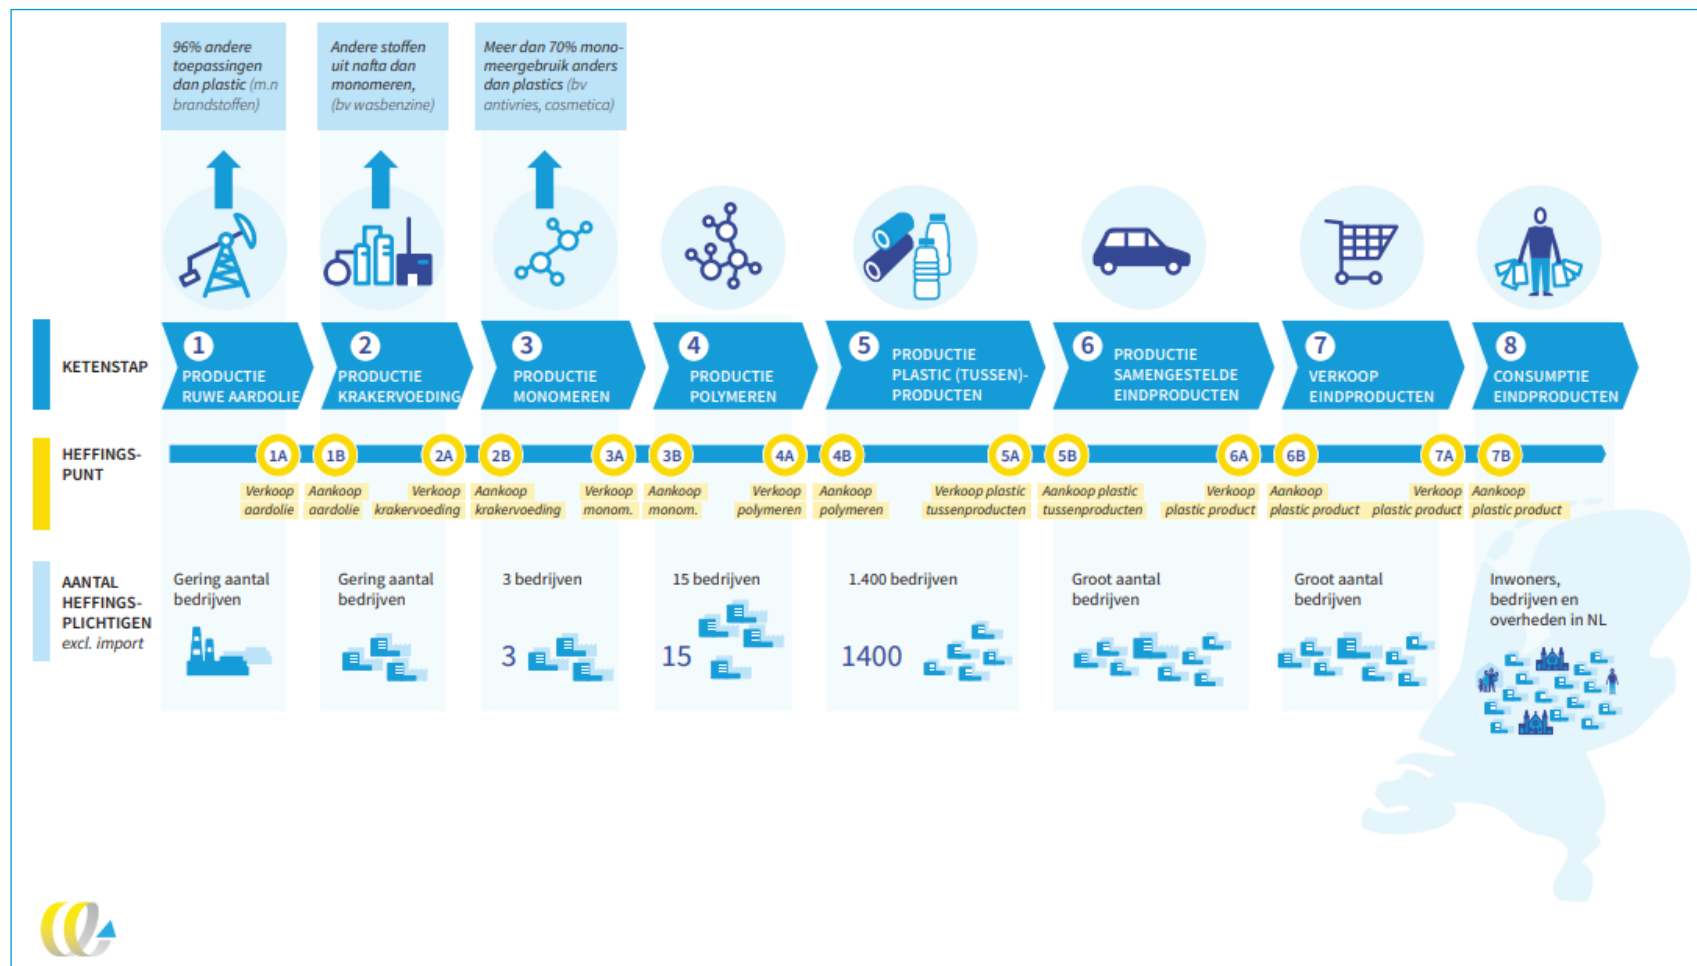 96% andere
toepassingen
dan plastic (m.n
brandstoffen)
Andere stoffen
uit nafta dan
monomeren,
(bv wasbenzine)
Meer dan 70% mono-
meergebruik anders
dan plastics (bv
antivries, cosmetica)
KETENSTAP
1
PRODUCTIE
RUWE AARDOLIE
2
PRODUCTIE
KRAKERVOEDING
3
PRODUCTIE
MONOMEREN
4
PRODUCTIE
POLYMEREN
5
PRODUCTIE
PLASTIC (TUSSEN)-
PRODUCTEN
6
PRODUCTIE
SAMENGESTELDE
EINDPRODUCTEN
7
VERKOOP
EINDPRODUCTEN
8
CONSUMPTIE
EINDPRODUCTEN
HEFFINGS-
PUNT
1A
Verkoop
aardolie
1B
Aankoop
aardolie
2A
Verkoop
krakervoeding
2B
Aankoop
krakervoeding
3A
Verkoop
monom.
3B
Aankoop
monom.
4A
Verkoop
polymeren
4B
Aankoop
polymeren
5A
Verkoop plastic
tussenproducten
5B
Aankoop plastic
tussenproducten
6A
Verkoop
plastic product
6B
Aankoop
plastic product
7A
Verkoop
plastic product
7B
Aankoop
plastic product
AANTAL
HEFFINGS-
PLICHTIGEN
excl. import
Gering aantal
bedrijven
Gering aantal
bedrijven
3 bedrijven
3
15 bedrijven
15
1.400 bedrijven
1400
Groot aantal
bedrijven
Groot aantal
bedrijven
Inwoners,
bedrijven en
overheden in NL